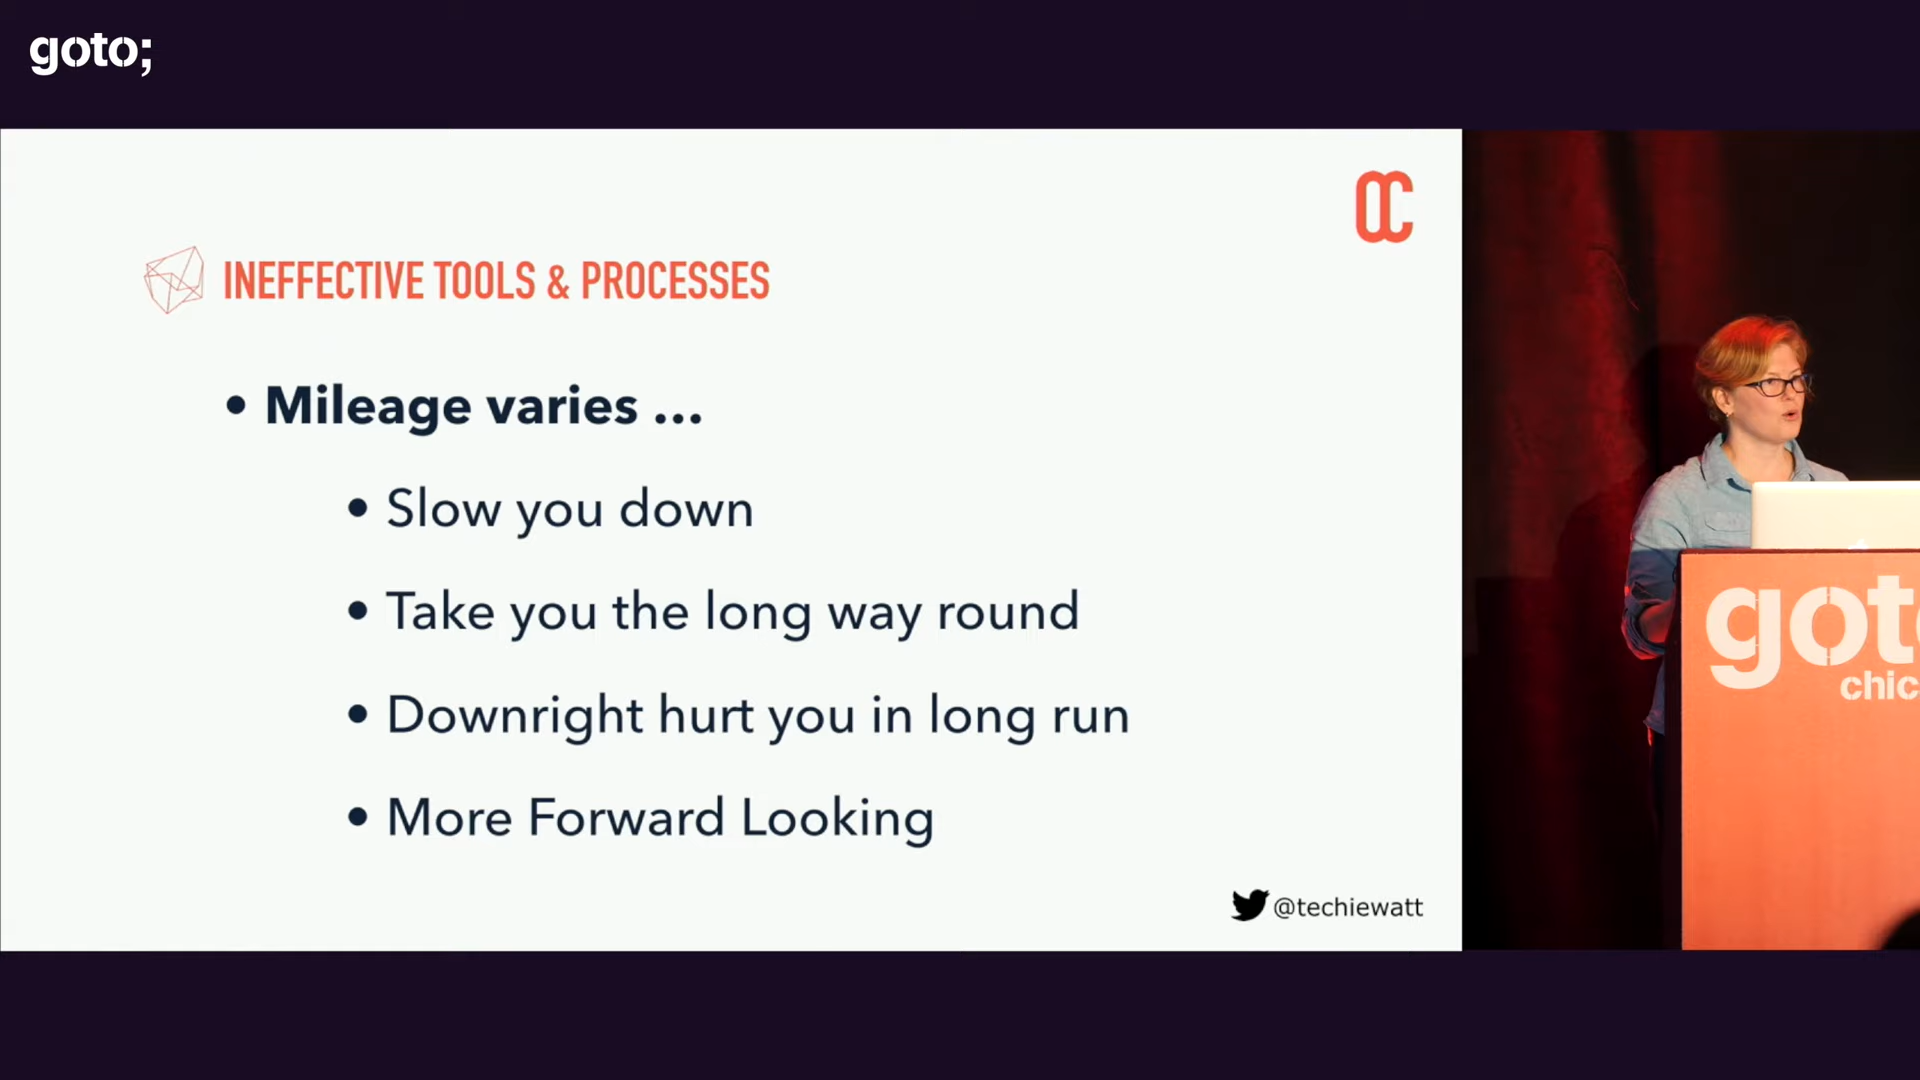 goto;
OC
INEFFECTIVE TOOLS & PROCESSES
• Mileage varies ...
• Slow you down
• Take you the long way round
• Downright hurt you in long run
• More Forward Looking
@techiewatt
goto
chic